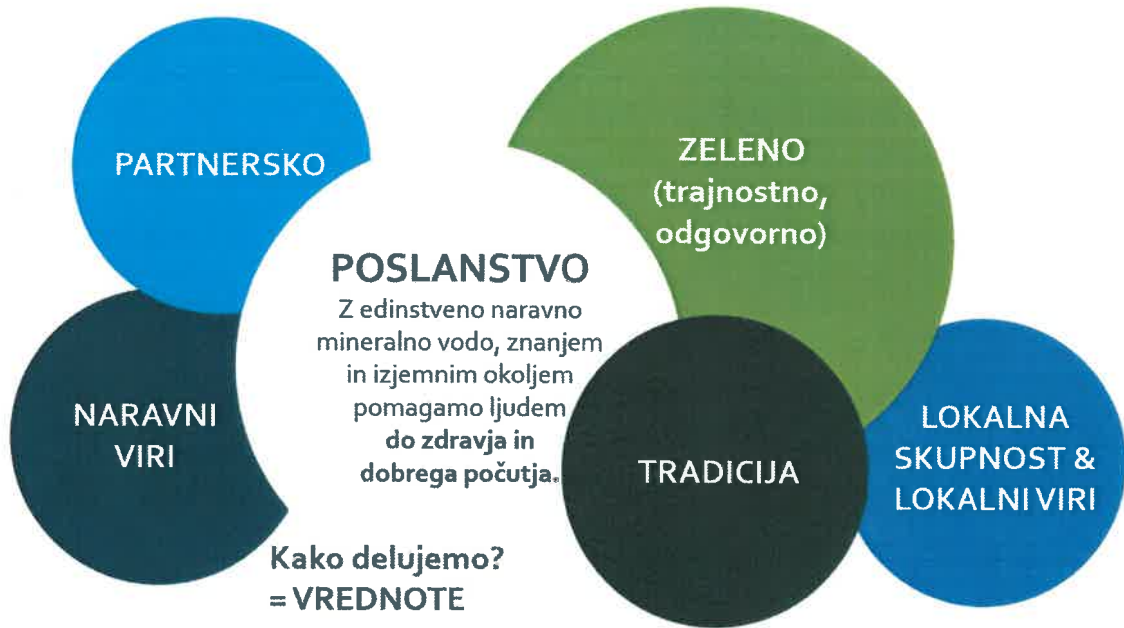 PARTNERSKO
ZELENO
(trajnostno,
odgovorno)
POSLANSTVO
Z edinstveno naravno
mineralno vodo, znanjem
in izjemnim okoljem
pomagamo ljudem
do zdravja in
dobrega počutja.
NARAVNI
VIRI
TRADICIJA
LOKALNA
SKUPNOST &
LOKALNI VIRI
Kako delujemo?
= VREDNOTE